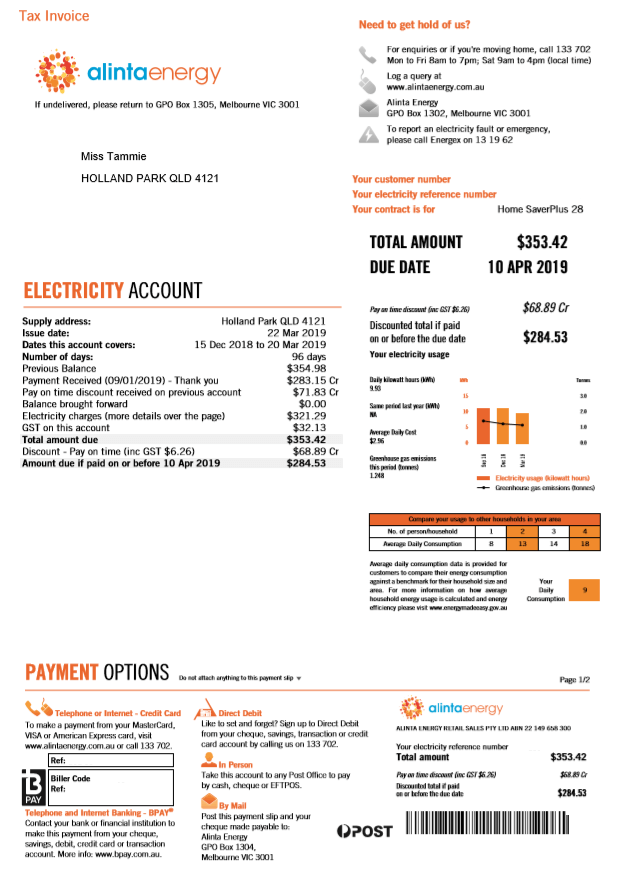 Tax Invoice
alintaenergy
If undelivered, please return to GPO Box 1305, Melbourne VIC 3001
Miss Tammie
HOLLAND PARK QLD 4121
Need to get hold of us?
For enquiries or if you're moving home, call 133 702
Mon to Fri 8am to 7pm; Sat 9am to 4pm (local time)
Log a query at
www.alintaenergy.com.au
Alinta Energy
GPO Box 1302, Melbourne VIC 3001
To report an electricity fault or emergency,
please call Energex on 13 19 62
Your customer number
Your electricity reference number
Your contract is for Home SaverPlus 28
TOTAL AMOUNT $353.42
DUE DATE 10 APR 2019
Pay on time discount (inc GST $6.26) $68.89 Cr
Discounted total if paid
on or before the due date $284.53
ELECTRICITY ACCOUNT
Supply address: Holland Park QLD 4121
Issue date: 22 Mar 2019
Dates this account covers: 15 Dec 2018 to 20 Mar 2019
Number of days: 96 days
Previous Balance $354.98
Payment Received (09/01/2019) - Thank you $283.15 Cr
Pay on time discount received on previous account $71.83 Cr
Balance brought forward $0.00
Electricity charges (more details over the page) $321.29
GST on this account $32.13
Total amount due $353.42
Discount - Pay on time (inc GST $6.26) $68.89 Cr
Amount due if paid on or before 10 Apr 2019 $284.53
Your electricity usage
Daily kilowatt hours (kWh)
9.93
Same period last year (kWh)
NA
Average Daily Cost
$2.96
Greenhouse gas emissions
this period (tonnes)
1.248
kWh Tonnes
15 3.0
10 2.0
5 1.0
0 0.0
Sep 18 Dec 18 Mar 19
Electricity usage (kilowatt hours)
Greenhouse gas emissions (tonnes)
Compare your usage to other households in your area
No. of person/household 1 2 3 4
Average Daily Consumption 8 13 14 18
Average daily consumption data is provided for
customers to compare their energy consumption
against a benchmark for their household size and
area. For more information on how average
household energy usage is calculated and energy
efficiency please visit www.energymadeeasy.gov.au
Your
Daily
Consumption
9
PAYMENT OPTIONS
Do not attach anything to this payment slip
Page 1/2
Telephone or Internet - Credit Card
To make a payment from your MasterCard,
VISA or American Express card, visit
www.alintaenergy.com.au or call 133 702.
B
PAY
Ref:
Biller Code
Ref:
Telephone and Internet Banking - BPAY®
Contact your bank or financial institution to
make this payment from your cheque,
savings, debit, credit card or transaction
account. More info: www.bpay.com.au.
Direct Debit
Like to set and forget? Sign up to Direct Debit
from your cheque, savings, transaction or credit
card account by calling us on 133 702.
In Person
Take this account to any Post Office to pay
by cash, cheque or EFTPOS.
By Mail
Post this payment slip and your
cheque made payable to:
Alinta Energy
GPO Box 1304,
Melbourne VIC 3001
POST
alintaenergy
ALINTA ENERGY RETAIL SALES PTY LTD ABN 22 149 658 300
Your electricity reference number
Total amount $353.42
Pay on time discount (inc GST $6.26) $68.89 Cr
Discounted total if paid
on or before the due date $284.53